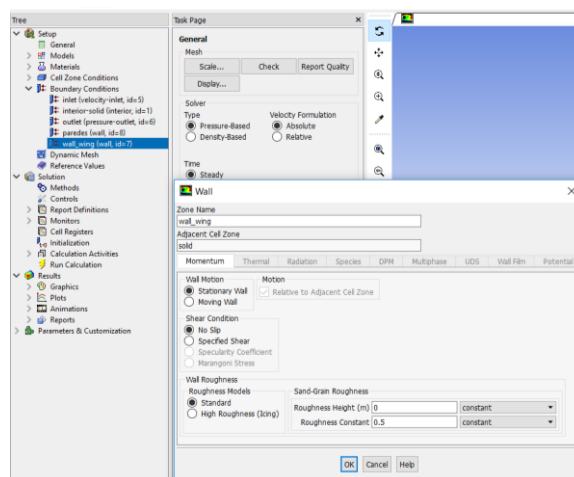 Tree
Setup
General
Models
Materials
Cell Zone Conditions
Boundary Conditions
inlet (velocity-inlet, id=5)
interior-solid (interior, id=1)
outlet (pressure-outlet, id=6)
paredes (wall, id=8)
wall_wing (wall, id=7)
Dynamic Mesh
Reference Values
Solution
Methods
Controls
Report Definitions
Monitors
Cell Registers
Initialization
Calculation Activities
Run Calculation
Results
Graphics
Plots
Animations
Reports
Parameters & Customization
Task Page
General
Mesh
Scale... Check Report Quality
Display...
Solver
Type Velocity Formulation
Pressure-Based Absolute
Density-Based Relative
Time
Steady
Wall
Zone Name
wall_wing
Adjacent Cell Zone
solid
Momentum Thermal Radiation Species DPM Multiphase UDS Wall Film Potential
Wall Motion Motion
Stationary Wall Relative to Adjacent Cell Zone
Moving Wall
Shear Condition
No Slip
Specified Shear
Specularity Coefficient
Marangoni Stress
Wall Roughness
Roughness Models Sand-Grain Roughness
Standard Roughness Height (m) 0 constant
High Roughness (Icing) Roughness Constant 0.5 constant
OK Cancel Help